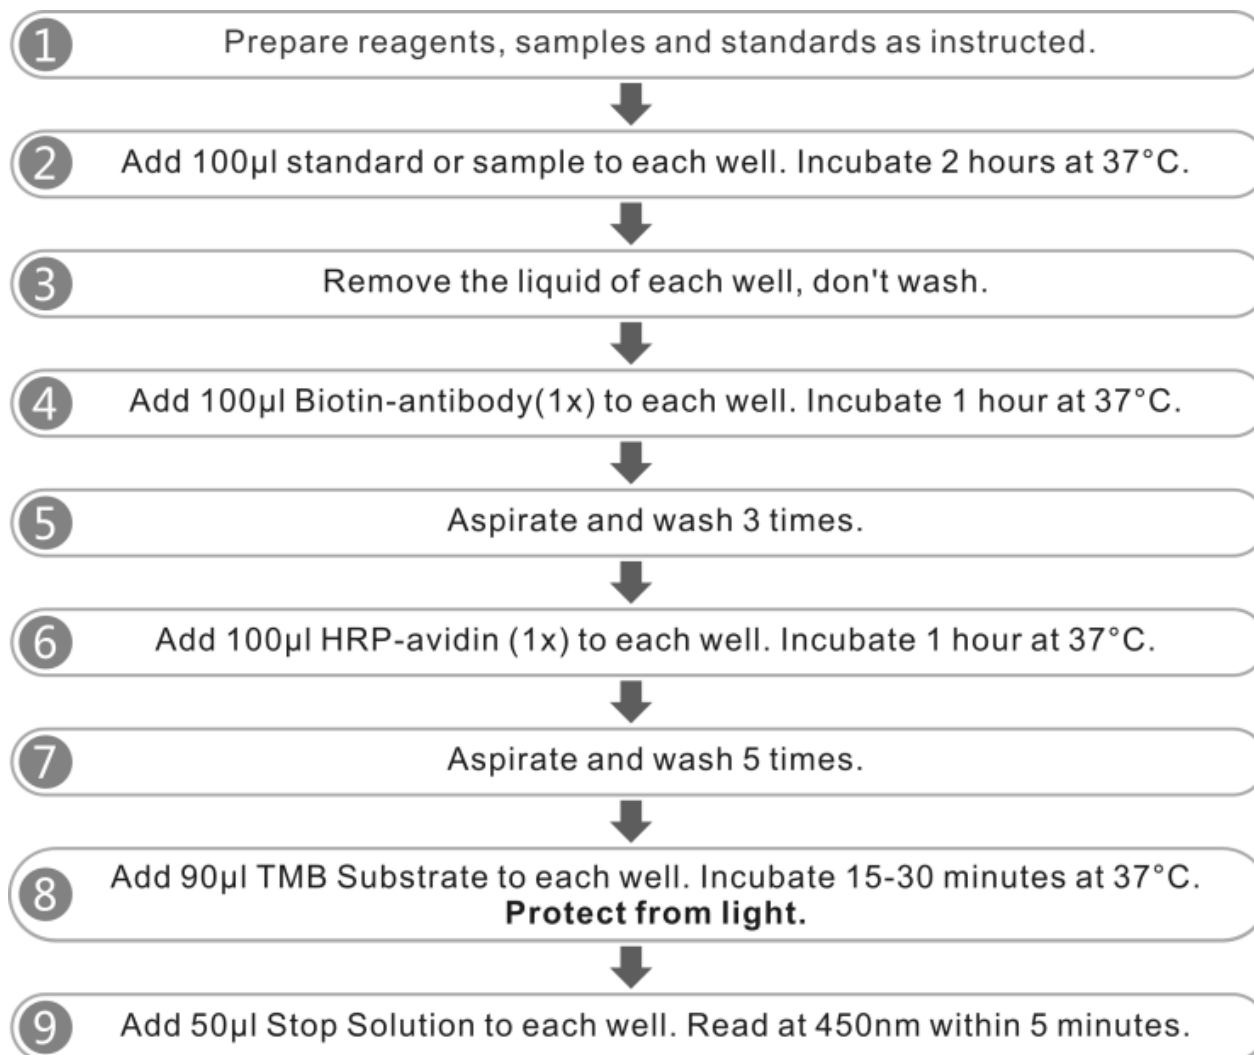 1 Prepare reagents, samples and standards as instructed.
2 Add 100µl standard or sample to each well. Incubate 2 hours at 37°C.
3 Remove the liquid of each well, don't wash.
4 Add 100µl Biotin-antibody(1x) to each well. Incubate 1 hour at 37°C.
5 Aspirate and wash 3 times.
6 Add 100µl HRP-avidin (1x) to each well. Incubate 1 hour at 37°C.
7 Aspirate and wash 5 times.
8 Add 90µl TMB Substrate to each well. Incubate 15-30 minutes at 37°C.
Protect from light.
9 Add 50µl Stop Solution to each well. Read at 450nm within 5 minutes.